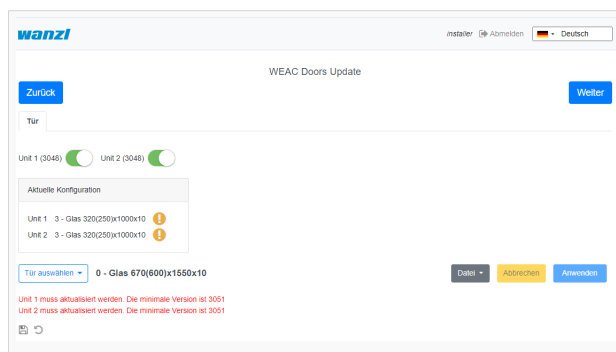 wanzl
installer Abmelden Deutsch
WEAC Doors Update
Zurück Weiter
Tür
Unit 1 (3048) Unit 2 (3048)
Aktuelle Konfiguration
Unit 1 3 - Glas 320(250)x1000x10
Unit 2 3 - Glas 320(250)x1000x10
Tür auswählen 0 - Glas 670(600)x1550x10 Datei Abbrechen Anwenden
Unit 1 muss aktualisiert werden. Die minimale Version ist 3051
Unit 2 muss aktualisiert werden. Die minimale Version ist 3051